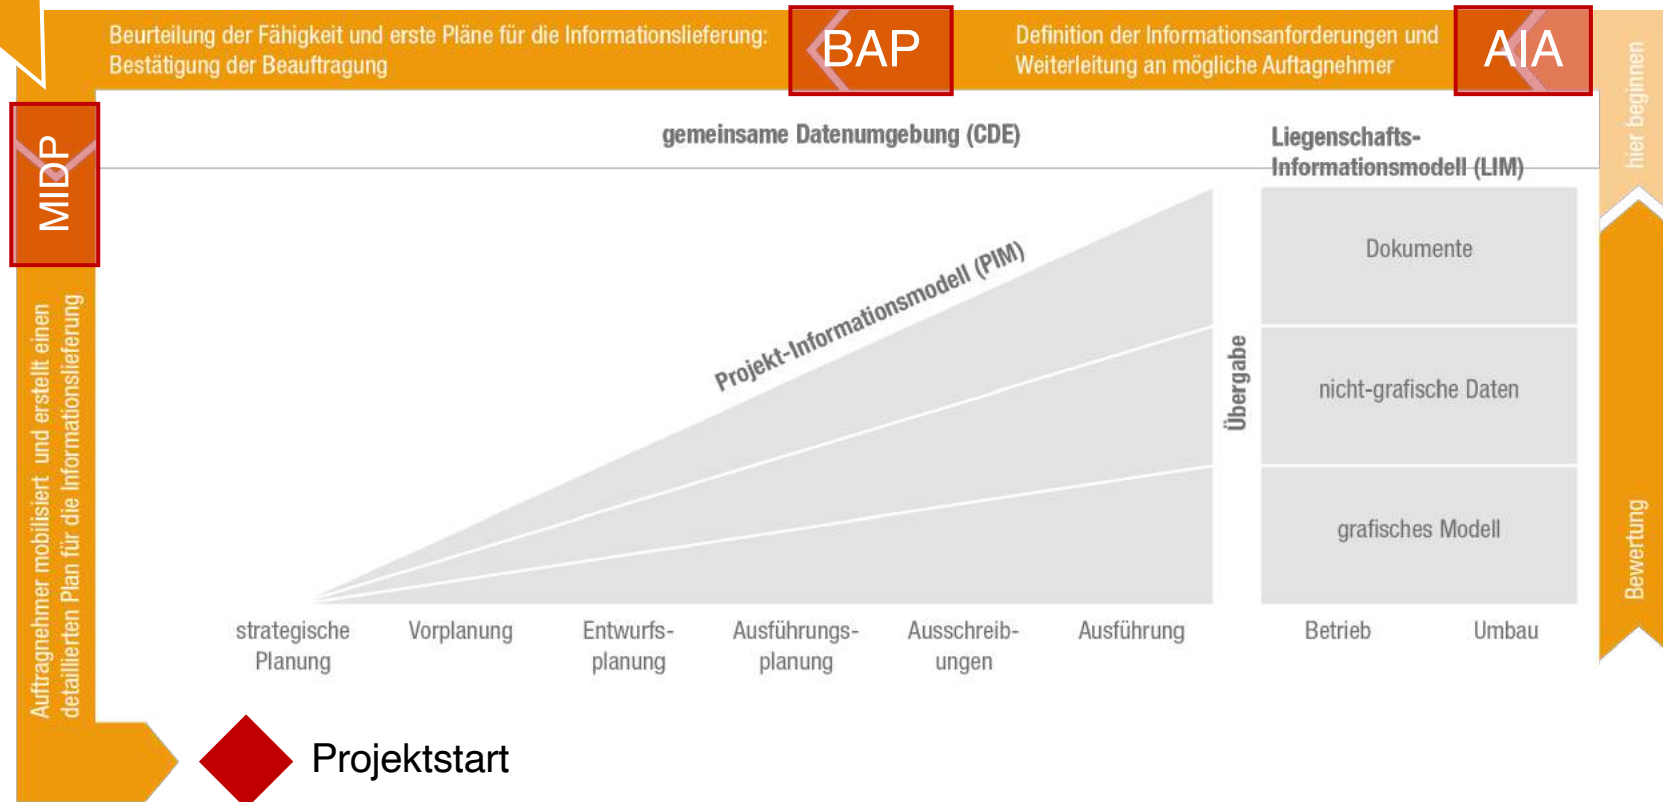 Beurteilung der Fähigkeit und erste Pläne für die Informationslieferung:
Bestätigung der Beauftragung
BAP
Definition der Informationsanforderungen und
Weiterleitung an mögliche Auftagnehmer
AIA
hier beginnen
MIDP
gemeinsame Datenumgebung (CDE)
Liegenschafts-
Informationsmodell (LIM)
Projekt-Informationsmodell (PIM)
Übergabe
Dokumente
nicht-grafische Daten
grafisches Modell
Bewertung
Auftragnehmer mobilisiert und erstellt einen
detaillierten Plan für die Informationslieferung
strategische
Planung
Vorplanung
Entwurfs-
planung
Ausführungs-
planung
Ausschreib-
ungen
Ausführung
Betrieb
Umbau
Projektstart